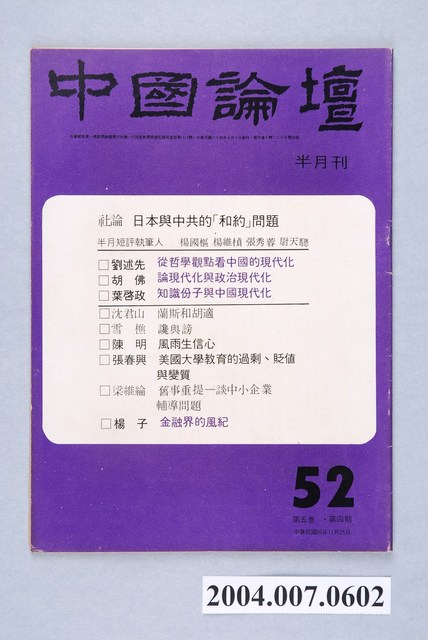 中國論壇
半月刊
社論 日本與中共的「和約」問題
半月短評執筆人 楊國樞 楊維楨 張秀蓉 尉天驄
□劉述先 從哲學觀點看中國的現代化
□胡 佛 論現代化與政治現代化
□葉啓政 知識份子與中國現代化
□沈君山 蘭斯和胡適
□雪 樵 讒與謗
□陳 明 風雨生信心
□張春興 美國大學教育的過剩、貶值
與變質
□梁維綸 舊事重提—談中小企業
輔導問題
□楊 子 金融界的風紀
52
第五卷・第四期
2004.007.0602